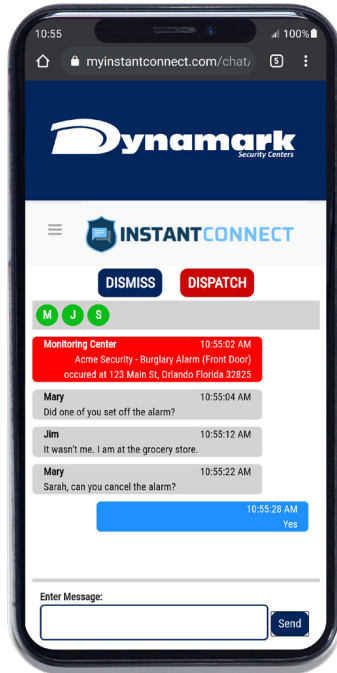 10:55
100%
myinstantconnect.com/chat/
5
Dynamark
Security Centers
INSTANTCONNECT
DISMISS DISPATCH
M J S
Monitoring Center 10:55:02 AM
Acme Security - Burglary Alarm (Front Door)
occured at 123 Main St, Orlando Florida 32825
Mary 10:55:04 AM
Did one of you set off the alarm?
Jim 10:55:12 AM
It wasn't me. I am at the grocery store.
Mary 10:55:22 AM
Sarah, can you cancel the alarm?
10:55:28 AM
Yes
Enter Message:
Send